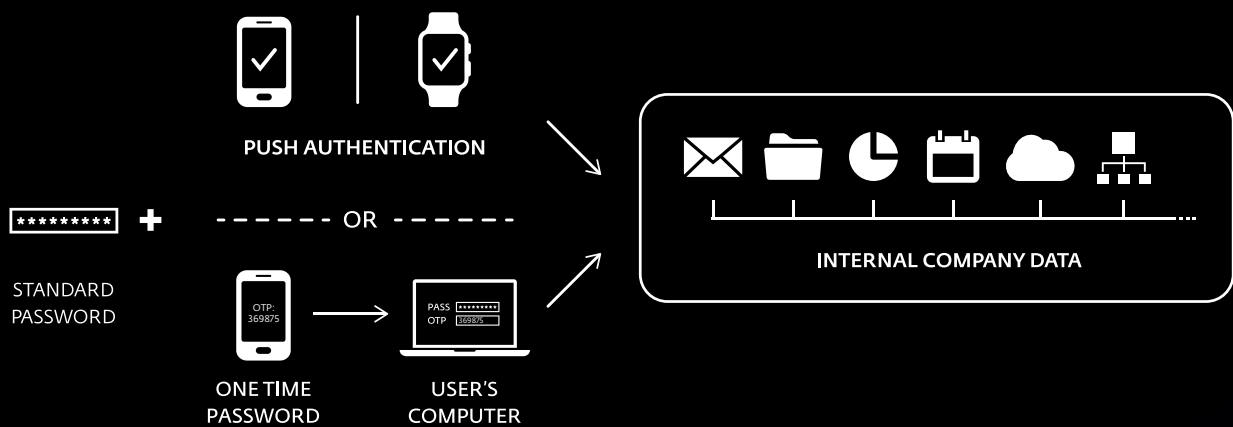 PUSH AUTHENTICATION
*********
+
OR
STANDARD
PASSWORD
OTP:
369875
PASS *********
OTP 369875
ONE TIME
PASSWORD
USER'S
COMPUTER
INTERNAL COMPANY DATA